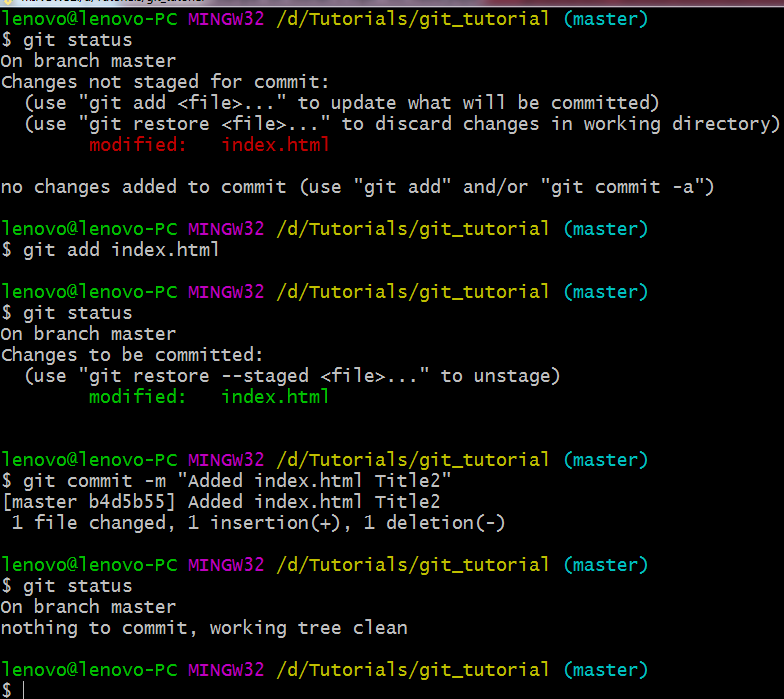 lenovo@lenovo-PC MINGW32 /d/Tutorials/git_tutorial (master)
$ git status
On branch master
Changes not staged for commit:
  (use "git add <file>..." to update what will be committed)
  (use "git restore <file>..." to discard changes in working directory)
        modified:   index.html

no changes added to commit (use "git add" and/or "git commit -a")

lenovo@lenovo-PC MINGW32 /d/Tutorials/git_tutorial (master)
$ git add index.html

lenovo@lenovo-PC MINGW32 /d/Tutorials/git_tutorial (master)
$ git status
On branch master
Changes to be committed:
  (use "git restore --staged <file>..." to unstage)
        modified:   index.html

lenovo@lenovo-PC MINGW32 /d/Tutorials/git_tutorial (master)
$ git commit -m "Added index.html Title2"
[master b4d5b55] Added index.html Title2
 1 file changed, 1 insertion(+), 1 deletion(-)

lenovo@lenovo-PC MINGW32 /d/Tutorials/git_tutorial (master)
$ git status
On branch master
nothing to commit, working tree clean

lenovo@lenovo-PC MINGW32 /d/Tutorials/git_tutorial (master)
$